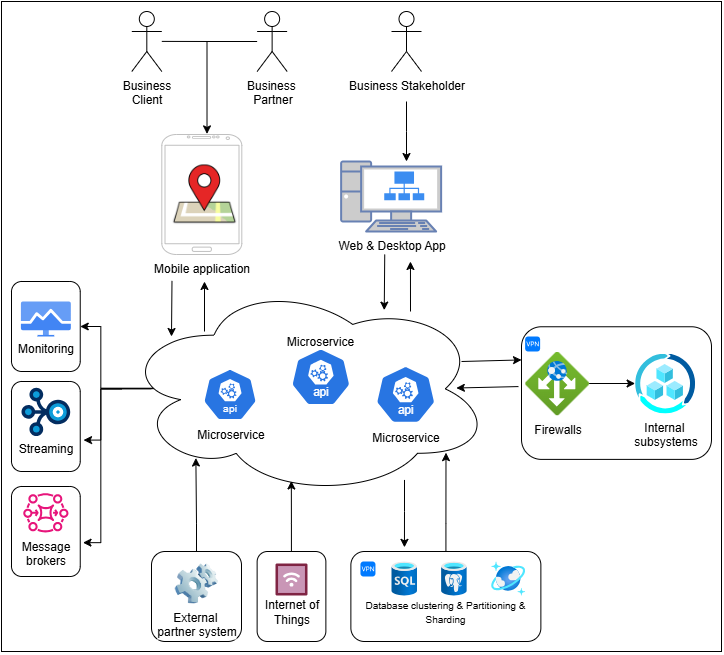 Business
Client
Business
Partner
Business Stakeholder
Mobile application
Web & Desktop App
Monitoring
Streaming
Message
brokers
Microservice
api
Microservice
api
Microservice
api
VPN
Firewalls
Internal
subsystems
External
partner system
Internet of
Things
VPN
SQL
Database clustering & Partitioning &
Sharding